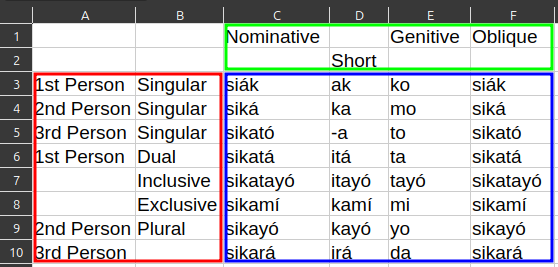 A B C D E F
1 Nominative Genitive Oblique
2 Short
3 1st Person Singular siák ak ko siák
4 2nd Person Singular siká ka mo siká
5 3rd Person Singular sikató -a to sikató
6 1st Person Dual sikatá itá ta sikatá
7 Inclusive sikatayó itayó tayó sikatayó
8 Exclusive sikamí kamí mi sikamí
9 2nd Person Plural sikayó kayó yo sikayó
10 3rd Person sikará irá da sikará